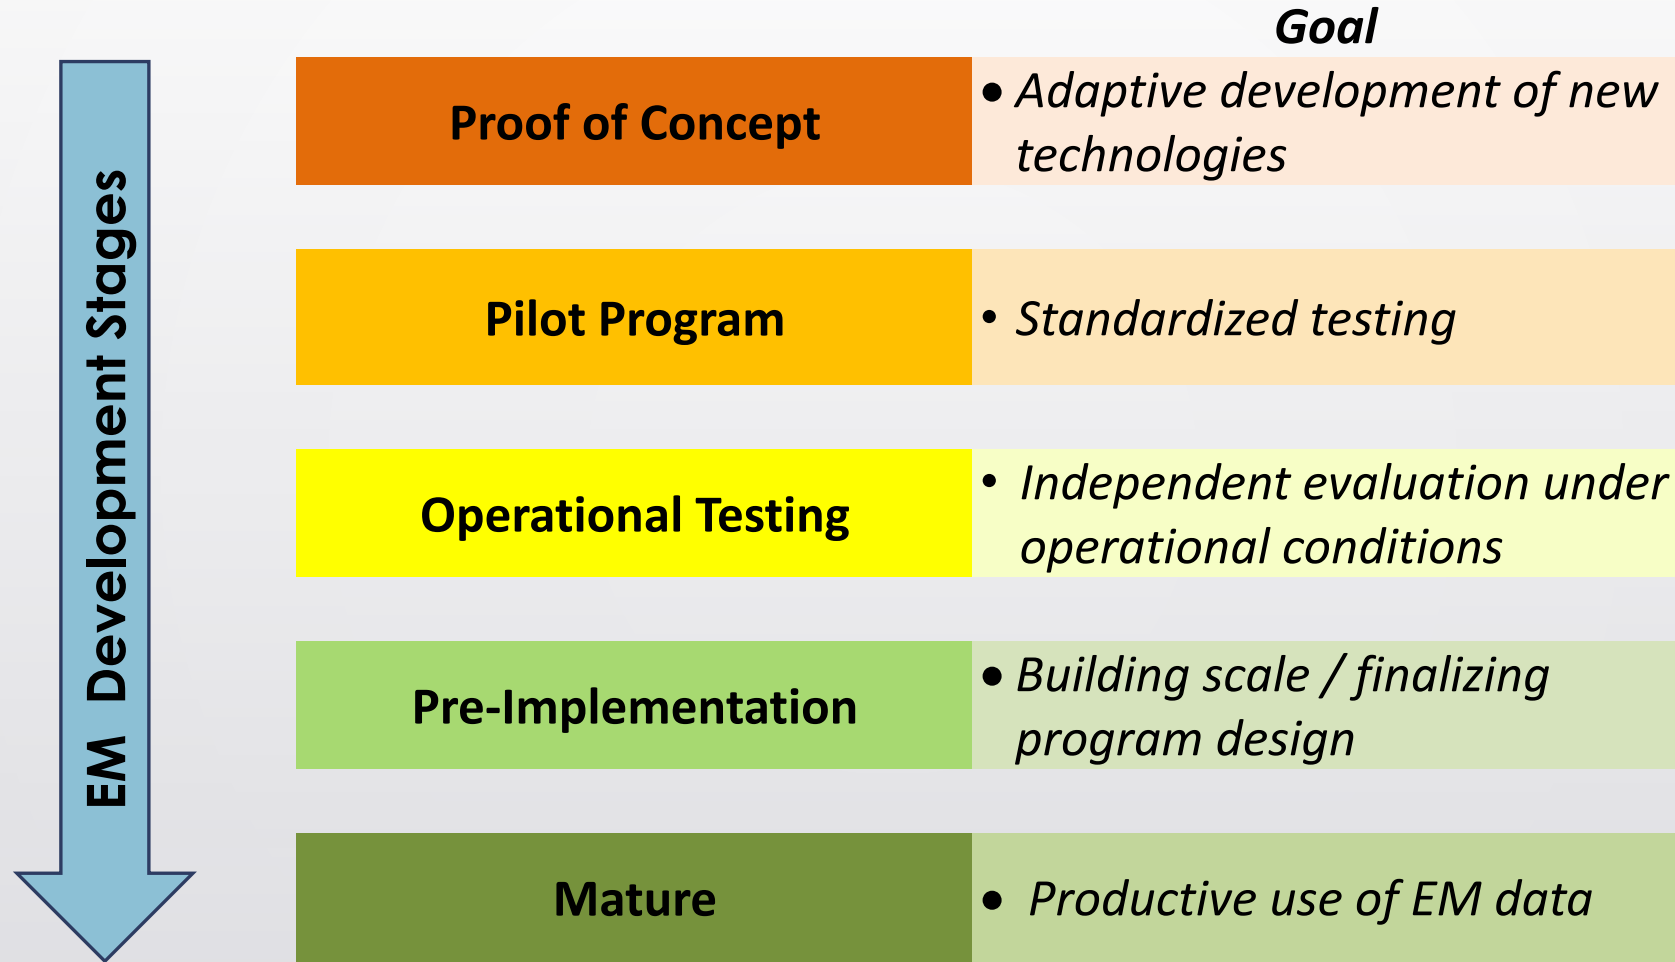 Goal
EM Development Stages
Proof of Concept
• Adaptive development of new
technologies
Pilot Program
• Standardized testing
Operational Testing
• Independent evaluation under
operational conditions
Pre-Implementation
• Building scale / finalizing
program design
Mature
• Productive use of EM data